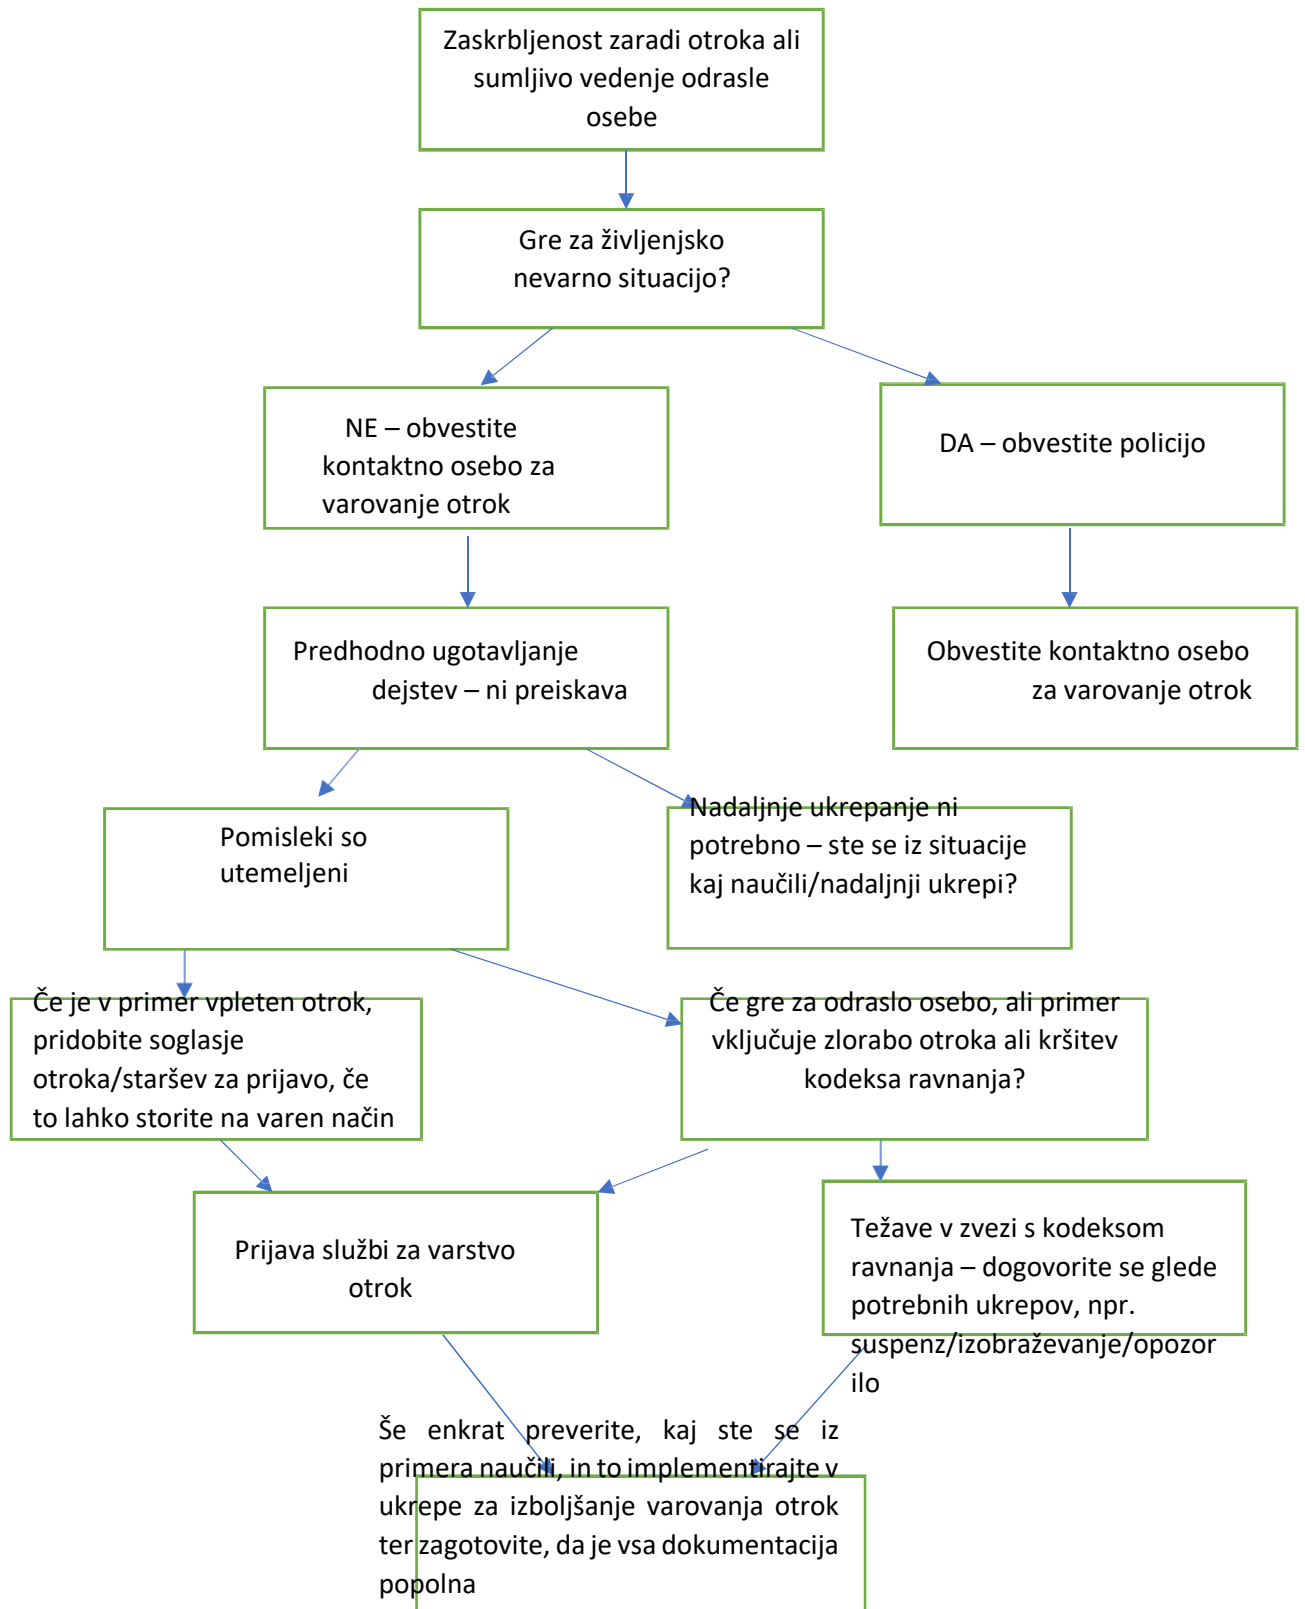 Zaskrbljenost zaradi otroka ali
sumljivo vedenje odrasle
osebe
Gre za življenjsko
nevarno situacijo?
NE – obvestite
kontaktno osebo za
varovanje otrok
DA – obvestite policijo
Predhodno ugotavljanje
dejstev – ni preiskava
Obvestite kontaktno osebo
za varovanje otrok
Pomisleki so
utemeljeni
Nadaljnje ukrepanje ni
potrebno – ste se iz situacije
kaj naučili/nadaljnji ukrepi?
Če je v primer vpleten otrok,
pridobite soglasje
otroka/staršev za prijavo, če
to lahko storite na varen način
Če gre za odraslo osebo, ali primer
vključuje zlorabo otroka ali kršitev
kodeksa ravnanja?
Prijava službi za varstvo
otrok
Težave v zvezi s kodeksom
ravnanja – dogovorite se glede
potrebnih ukrepov, npr.
suspenz/izobraževanje/opozor
ilo
Še enkrat preverite, kaj ste se iz
primera naučili, in to implementirajte v
ukrepe za izboljšanje varovanja otrok
ter zagotovite, da je vsa dokumentacija
popolna